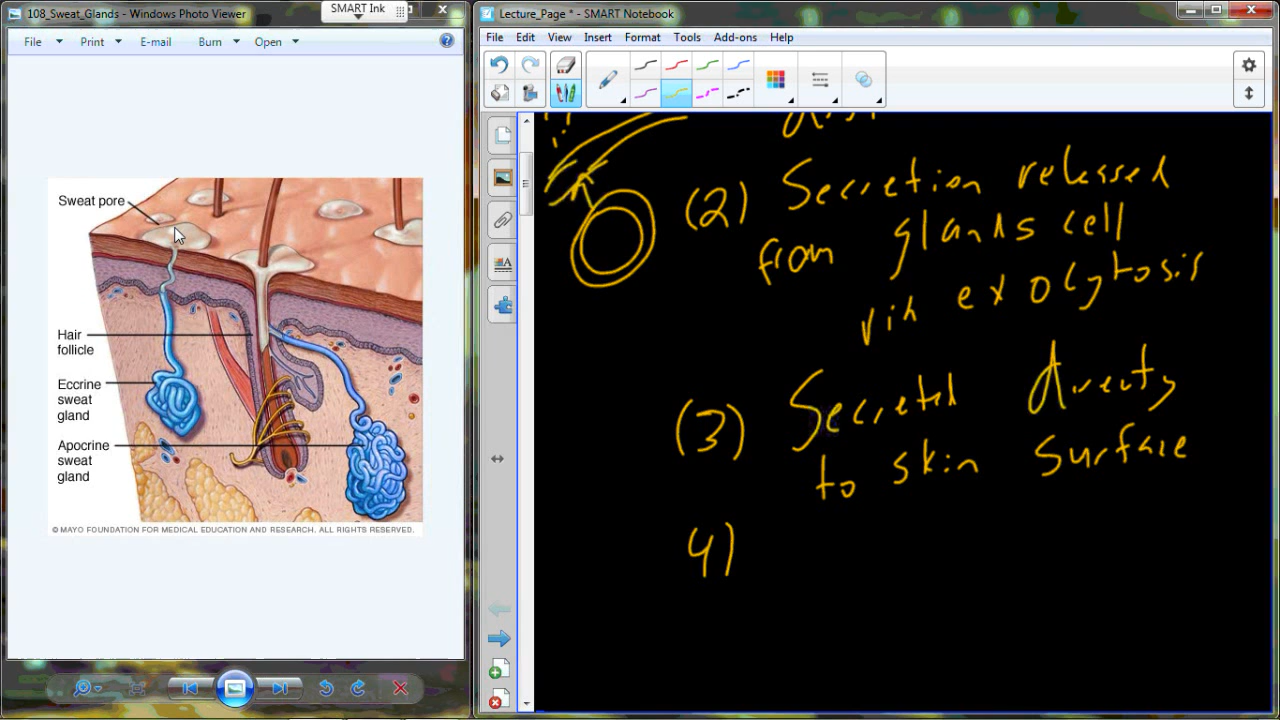 108_Sweat_Glands - Windows Photo Viewer
SMART Ink
File Print E-mail Burn Open
Sweat pore
Hair
follicle
Eccrine
sweat
gland
Apocrine
sweat
gland
© MAYO FOUNDATION FOR MEDICAL EDUCATION AND RESEARCH. ALL RIGHTS RESERVED.
Lecture_Page * - SMART Notebook
File Edit View Insert Format Tools Add-ons Help
(2) Secretion released
from glands cell
via exocytosis
(3) Secreted directly
to skin surface
4)